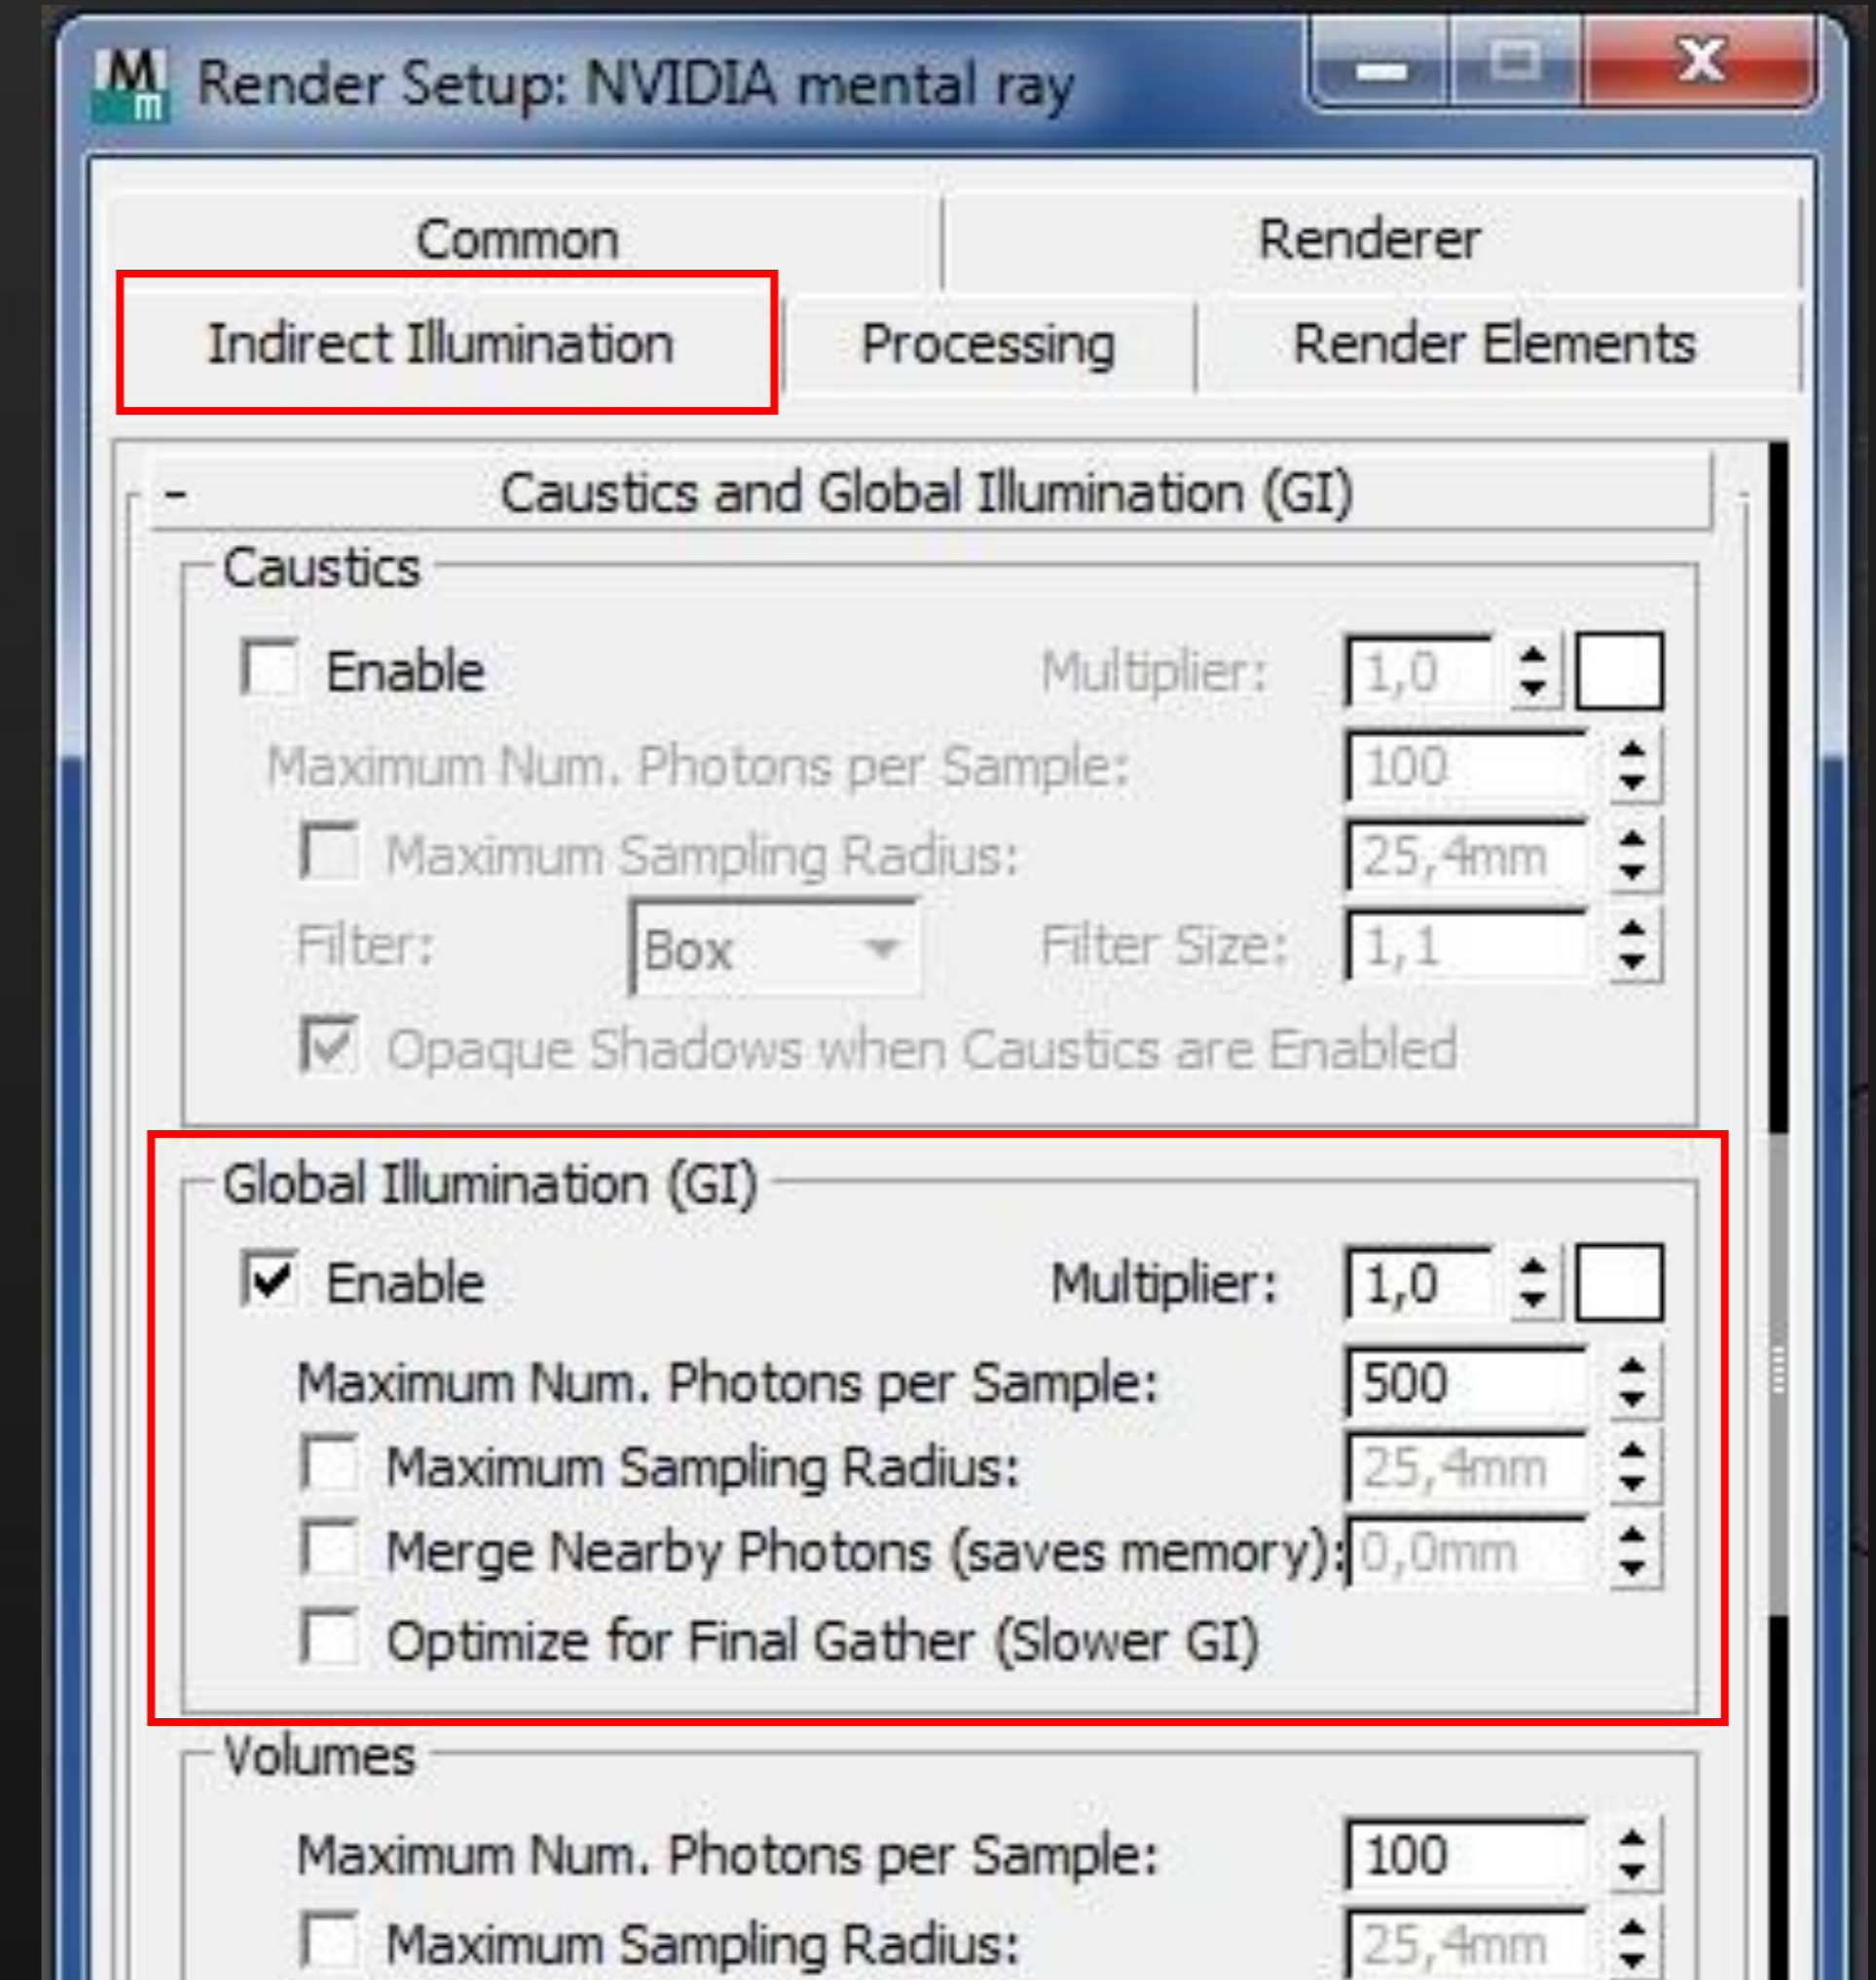 Mm Render Setup: NVIDIA mental ray
Common Renderer
Indirect Illumination Processing Render Elements
- Caustics and Global Illumination (GI)
Caustics
Enable Multiplier: 1,0
Maximum Num. Photons per Sample: 100
Maximum Sampling Radius: 25,4mm
Filter: Box Filter Size: 1,1
Opaque Shadows when Caustics are Enabled
Global Illumination (GI)
Enable Multiplier: 1,0
Maximum Num. Photons per Sample: 500
Maximum Sampling Radius: 25,4mm
Merge Nearby Photons (saves memory): 0,0mm
Optimize for Final Gather (Slower GI)
Volumes
Maximum Num. Photons per Sample: 100
Maximum Sampling Radius: 25,4mm